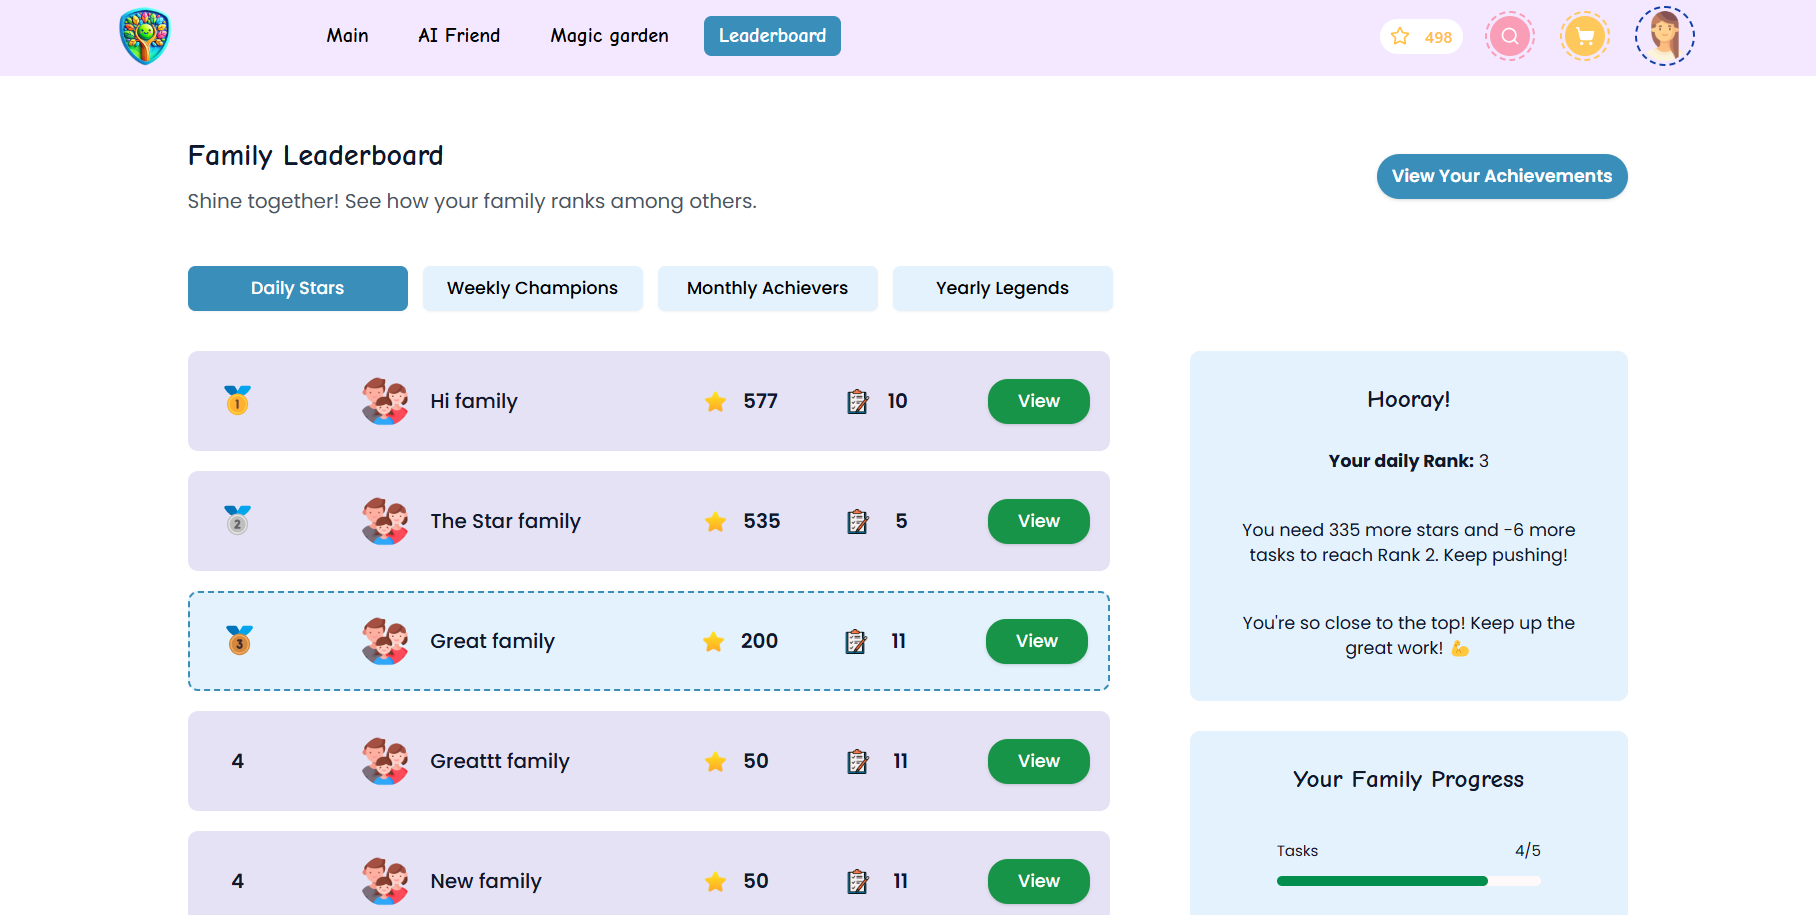 Main AI Friend Magic garden Leaderboard 498
Family Leaderboard
Shine together! See how your family ranks among others.
View Your Achievements
Daily Stars Weekly Champions Monthly Achievers Yearly Legends
1 Hi family 577 10 View
2 The Star family 535 5 View
3 Great family 200 11 View
4 Greattt family 50 11 View
4 New family 50 11 View
Hooray!
Your daily Rank: 3
You need 335 more stars and -6 more
tasks to reach Rank 2. Keep pushing!
You're so close to the top! Keep up the
great work! 💪
Your Family Progress
Tasks 4/5